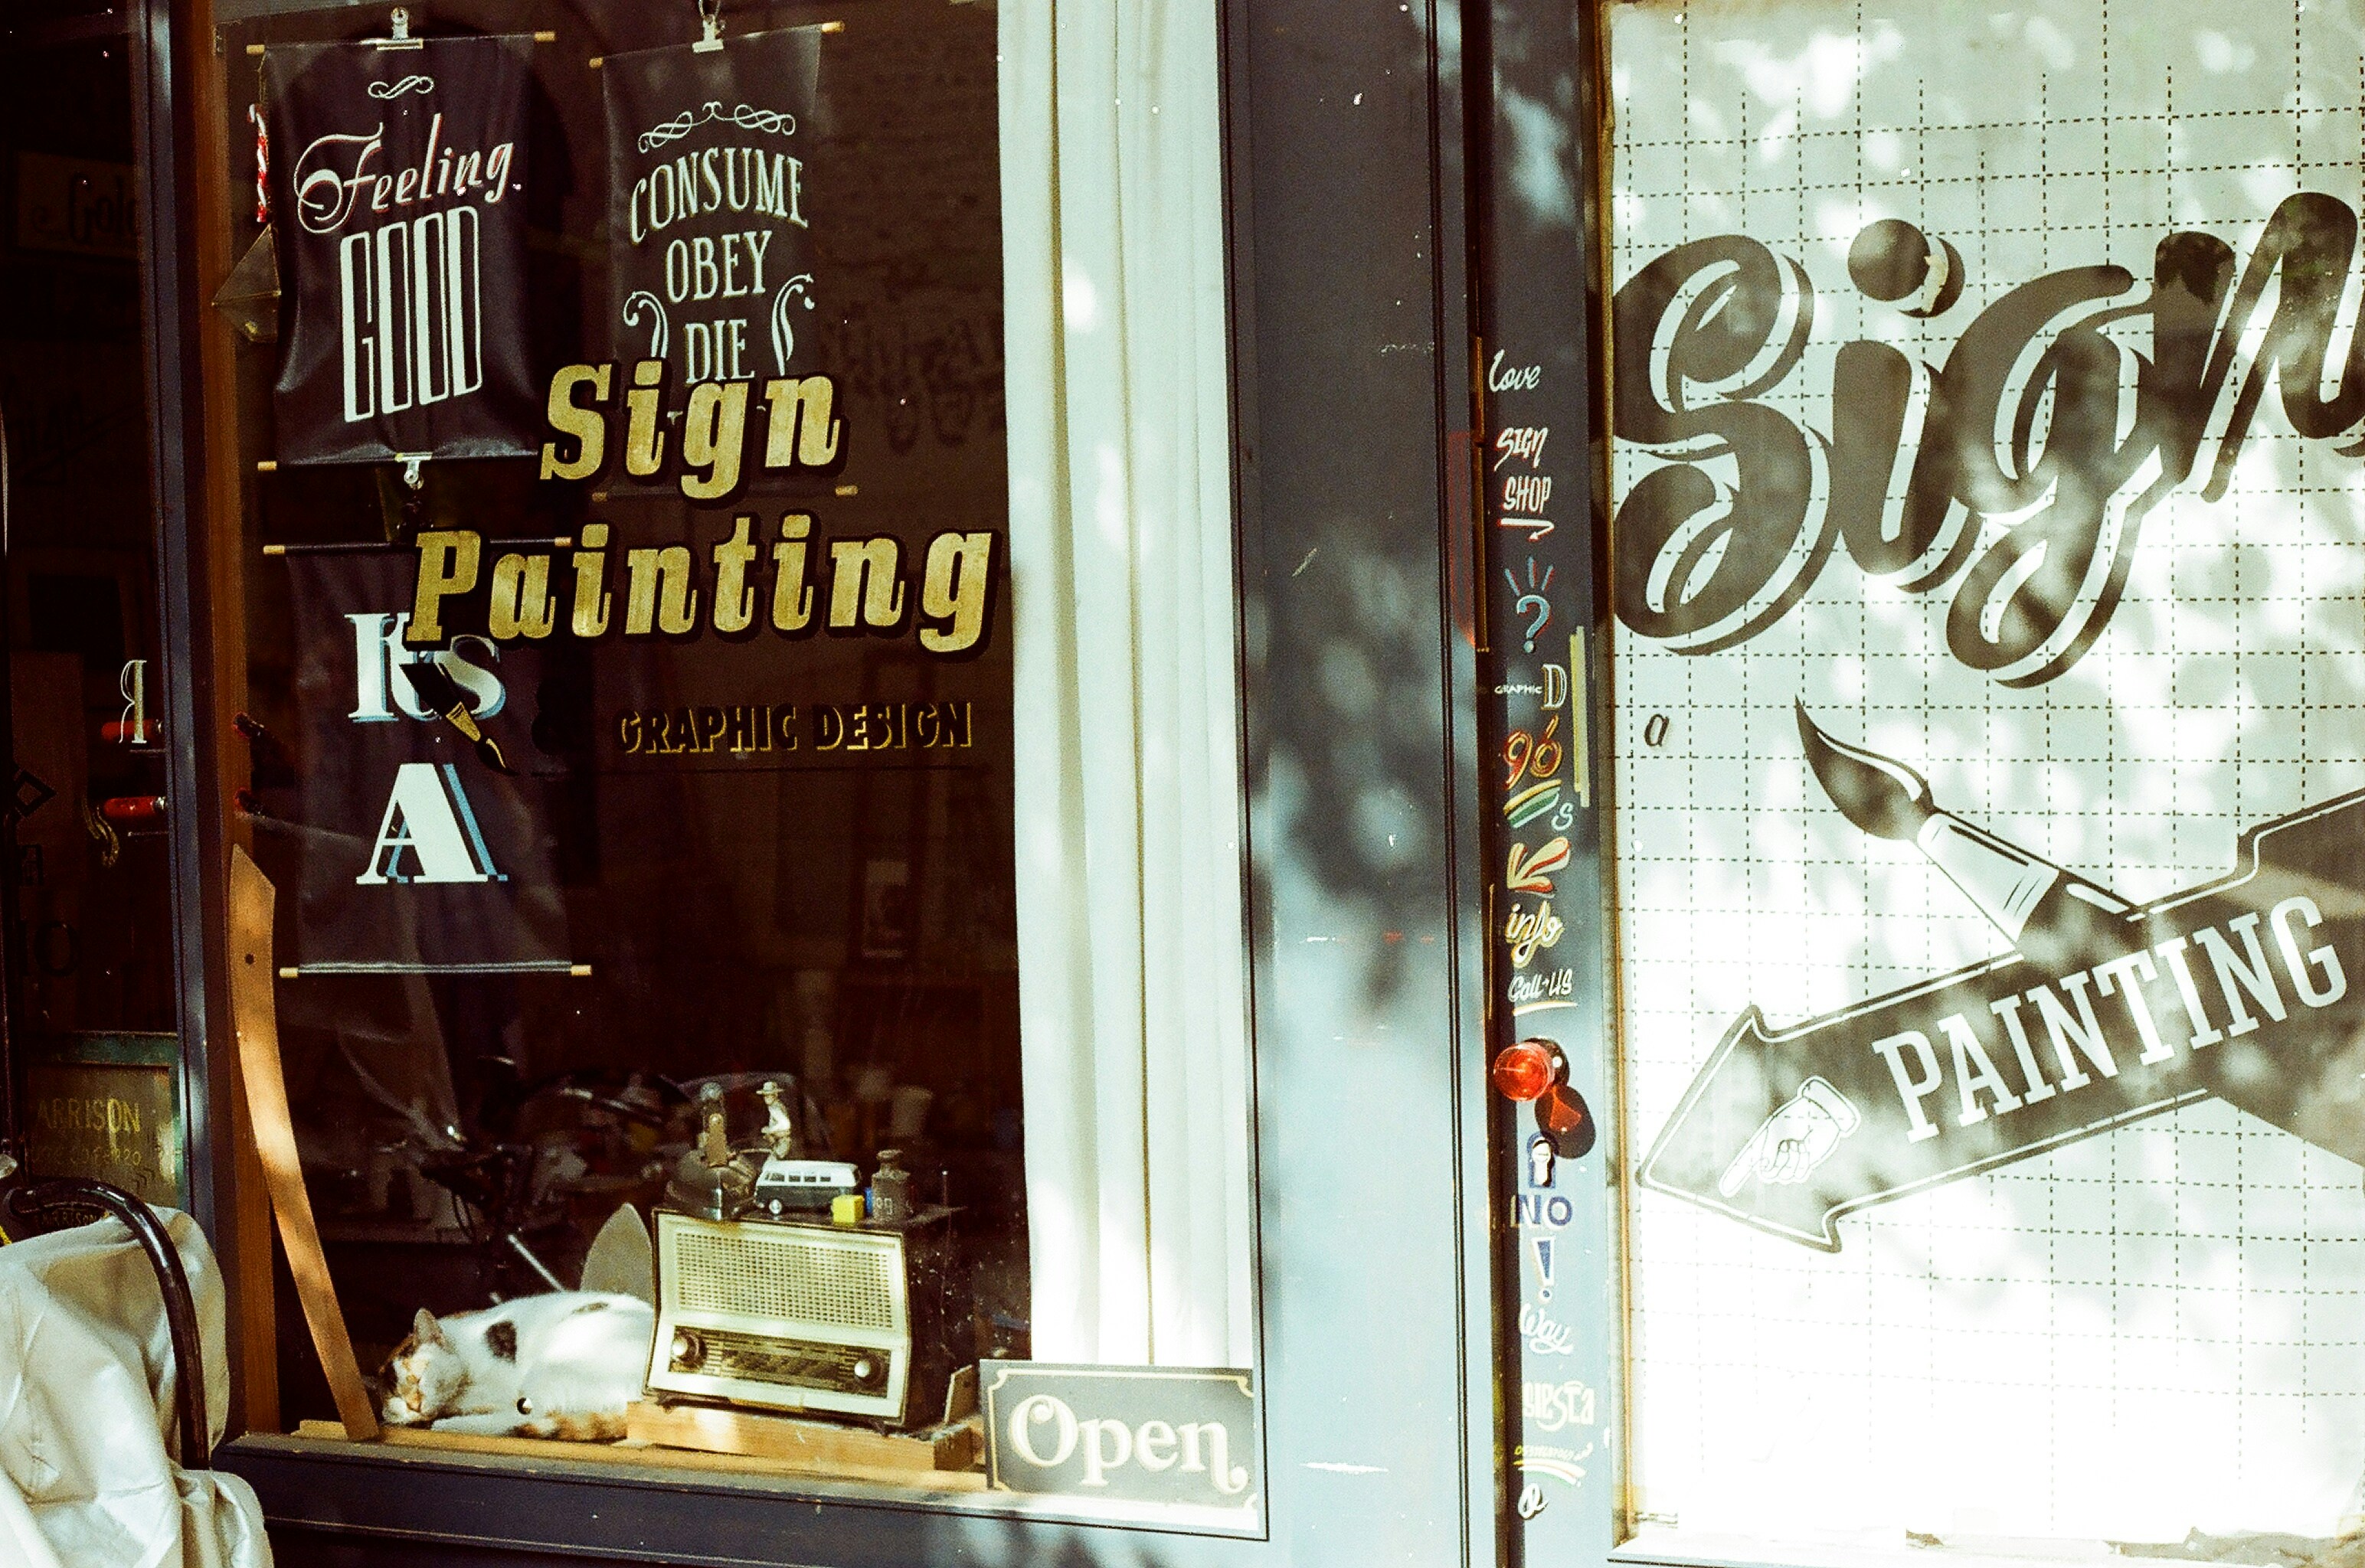 Feeling
GOOD
CONSUME
OBEY
DIE
Sign
Painting
GRAPHIC DESIGN
Ks
A
R
ARRISON
Open
love
SIGN
SHOP
?
GRAPHIC D
96
S
K
info
Call US
NO
!
Way
SIESTA
a
Sign
a
PAINTING